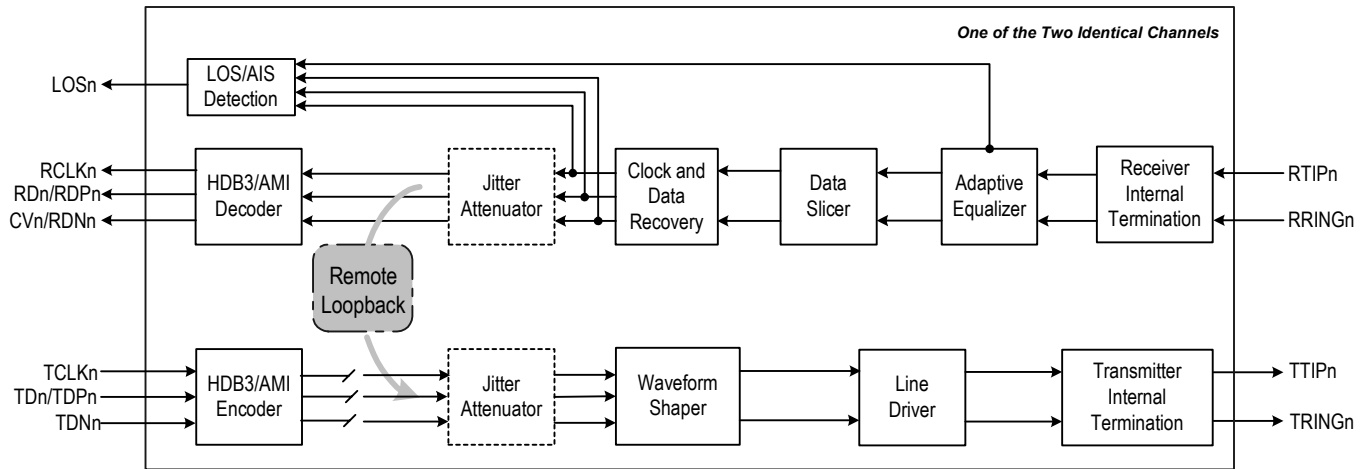 One of the Two Identical Channels
LOSn
LOS/AIS
Detection
RCLKn
RDn/RDPn
CVn/RDNn
HDB3/AMI
Decoder
Jitter
Attenuator
Clock and
Data
Recovery
Data
Slicer
Adaptive
Equalizer
Receiver
Internal
Termination
RTIPn
RRINGn
Remote
Loopback
TCLKn
TDn/TDPn
TDNn
HDB3/AMI
Encoder
Jitter
Attenuator
Waveform
Shaper
Line
Driver
Transmitter
Internal
Termination
TTIPn
TRINGn